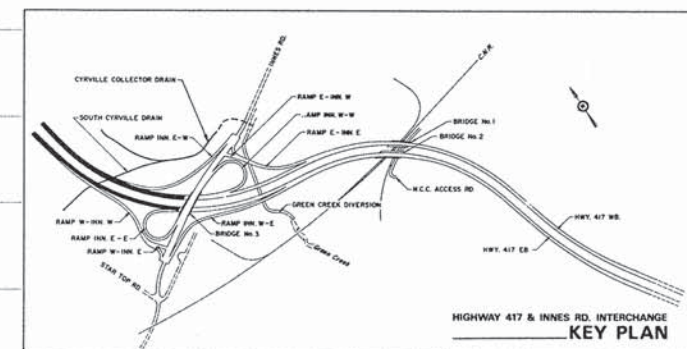 INNES RD.
C.N.R.
CYRVILLE COLLECTOR DRAIN
RAMP E-INN. W
SOUTH CYRVILLE DRAIN
AMP INN. W-W
RAMP INN. E-W
RAMP E-INN E
BRIDGE No.1
BRIDGE No.2
N.C.C. ACCESS RD
GREEN CREEK DIVERSION
RAMP W-INN. W
RAMP INN. W-E
HWY. 417 WB.
RAMP INN. E-E
BRIDGE No.3
Green Creek
HWY. 417 EB
RAMP W-INN. E
STAR TOP RD.
HIGHWAY 417 & INNES RD. INTERCHANGE
KEY PLAN